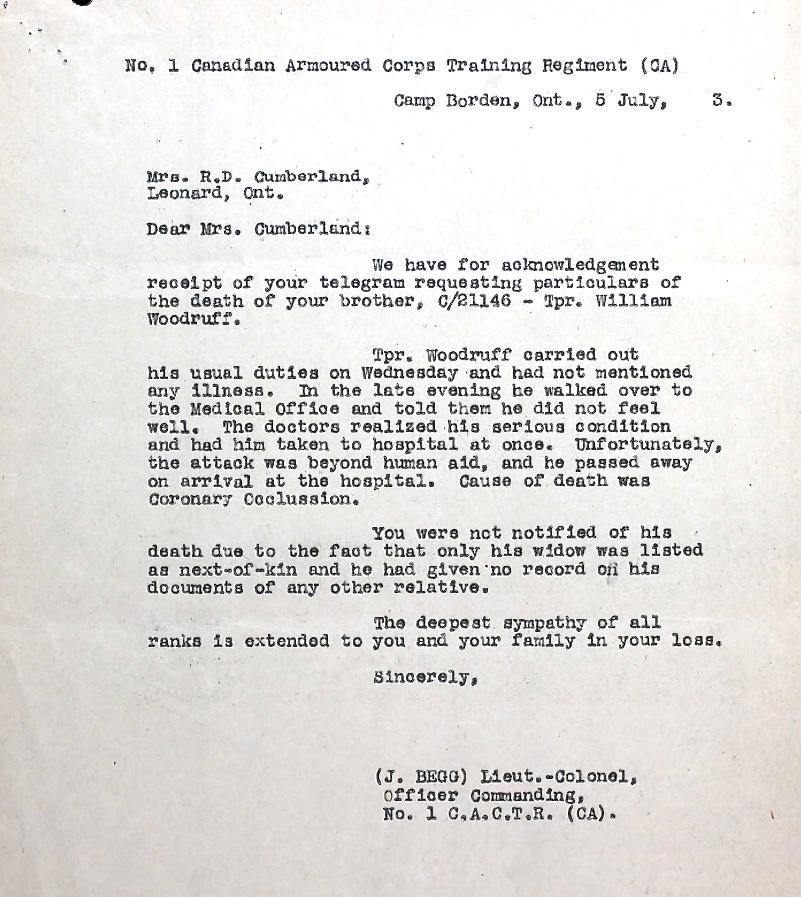 No. 1 Canadian Armoured Corps Training Regiment (CA)
Camp Borden, Ont., 5 July, 3.
Mrs. R.D. Cumberland,
Leonard, Ont.
Dear Mrs. Cumberland:
We have for acknowledgement
receipt of your telegram requesting particulars of
the death of your brother, C/21146 - Tpr. William
Woodruff.
Tpr. Woodruff carried out
his usual duties on Wednesday and had not mentioned
any illness. In the late evening he walked over to
the Medical Office and told them he did not feel
well. The doctors realized his serious condition
and had him taken to hospital at once. Unfortunately,
the attack was beyond human aid, and he passed away
on arrival at the hospital. Cause of death was
Coronary Occlussion.
You were not notified of his
death due to the fact that only his widow was listed
as next-of-kin and he had given no record on his
documents of any other relative.
The deepest sympathy of all
ranks is extended to you and your family in your loss.
Sincerely,
(J. BEGG) Lieut.-Colonel,
Officer Commanding,
No. 1 C.A.C.T.R. (CA).